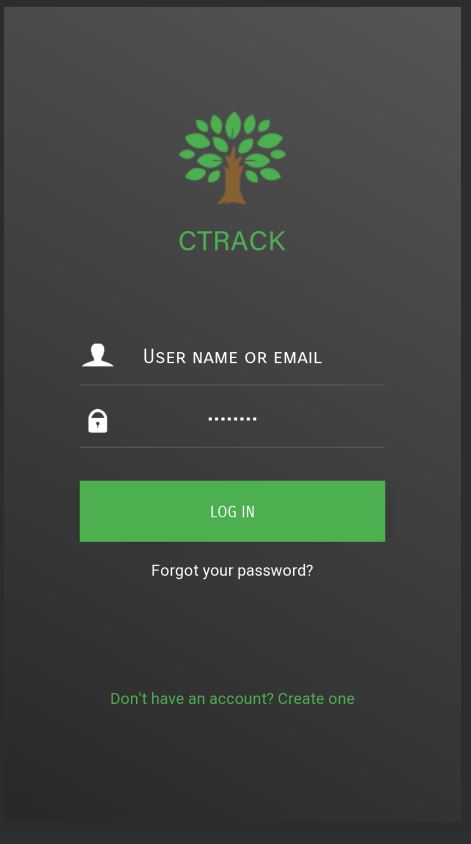 CTRACK
User name or email
••••••••
LOG IN
Forgot your password?
Don't have an account? Create one